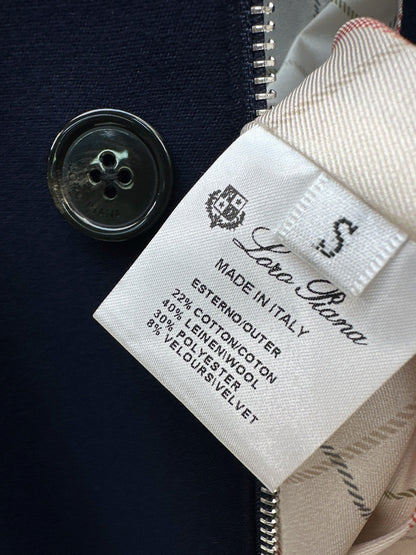 Loro Piana
S
MADE IN ITALY
ESTERNO/OUTER
22% COTTON/COTON
40% LEINEN\WOOL
30% POLYESTER
8% VELOURS\VELVET